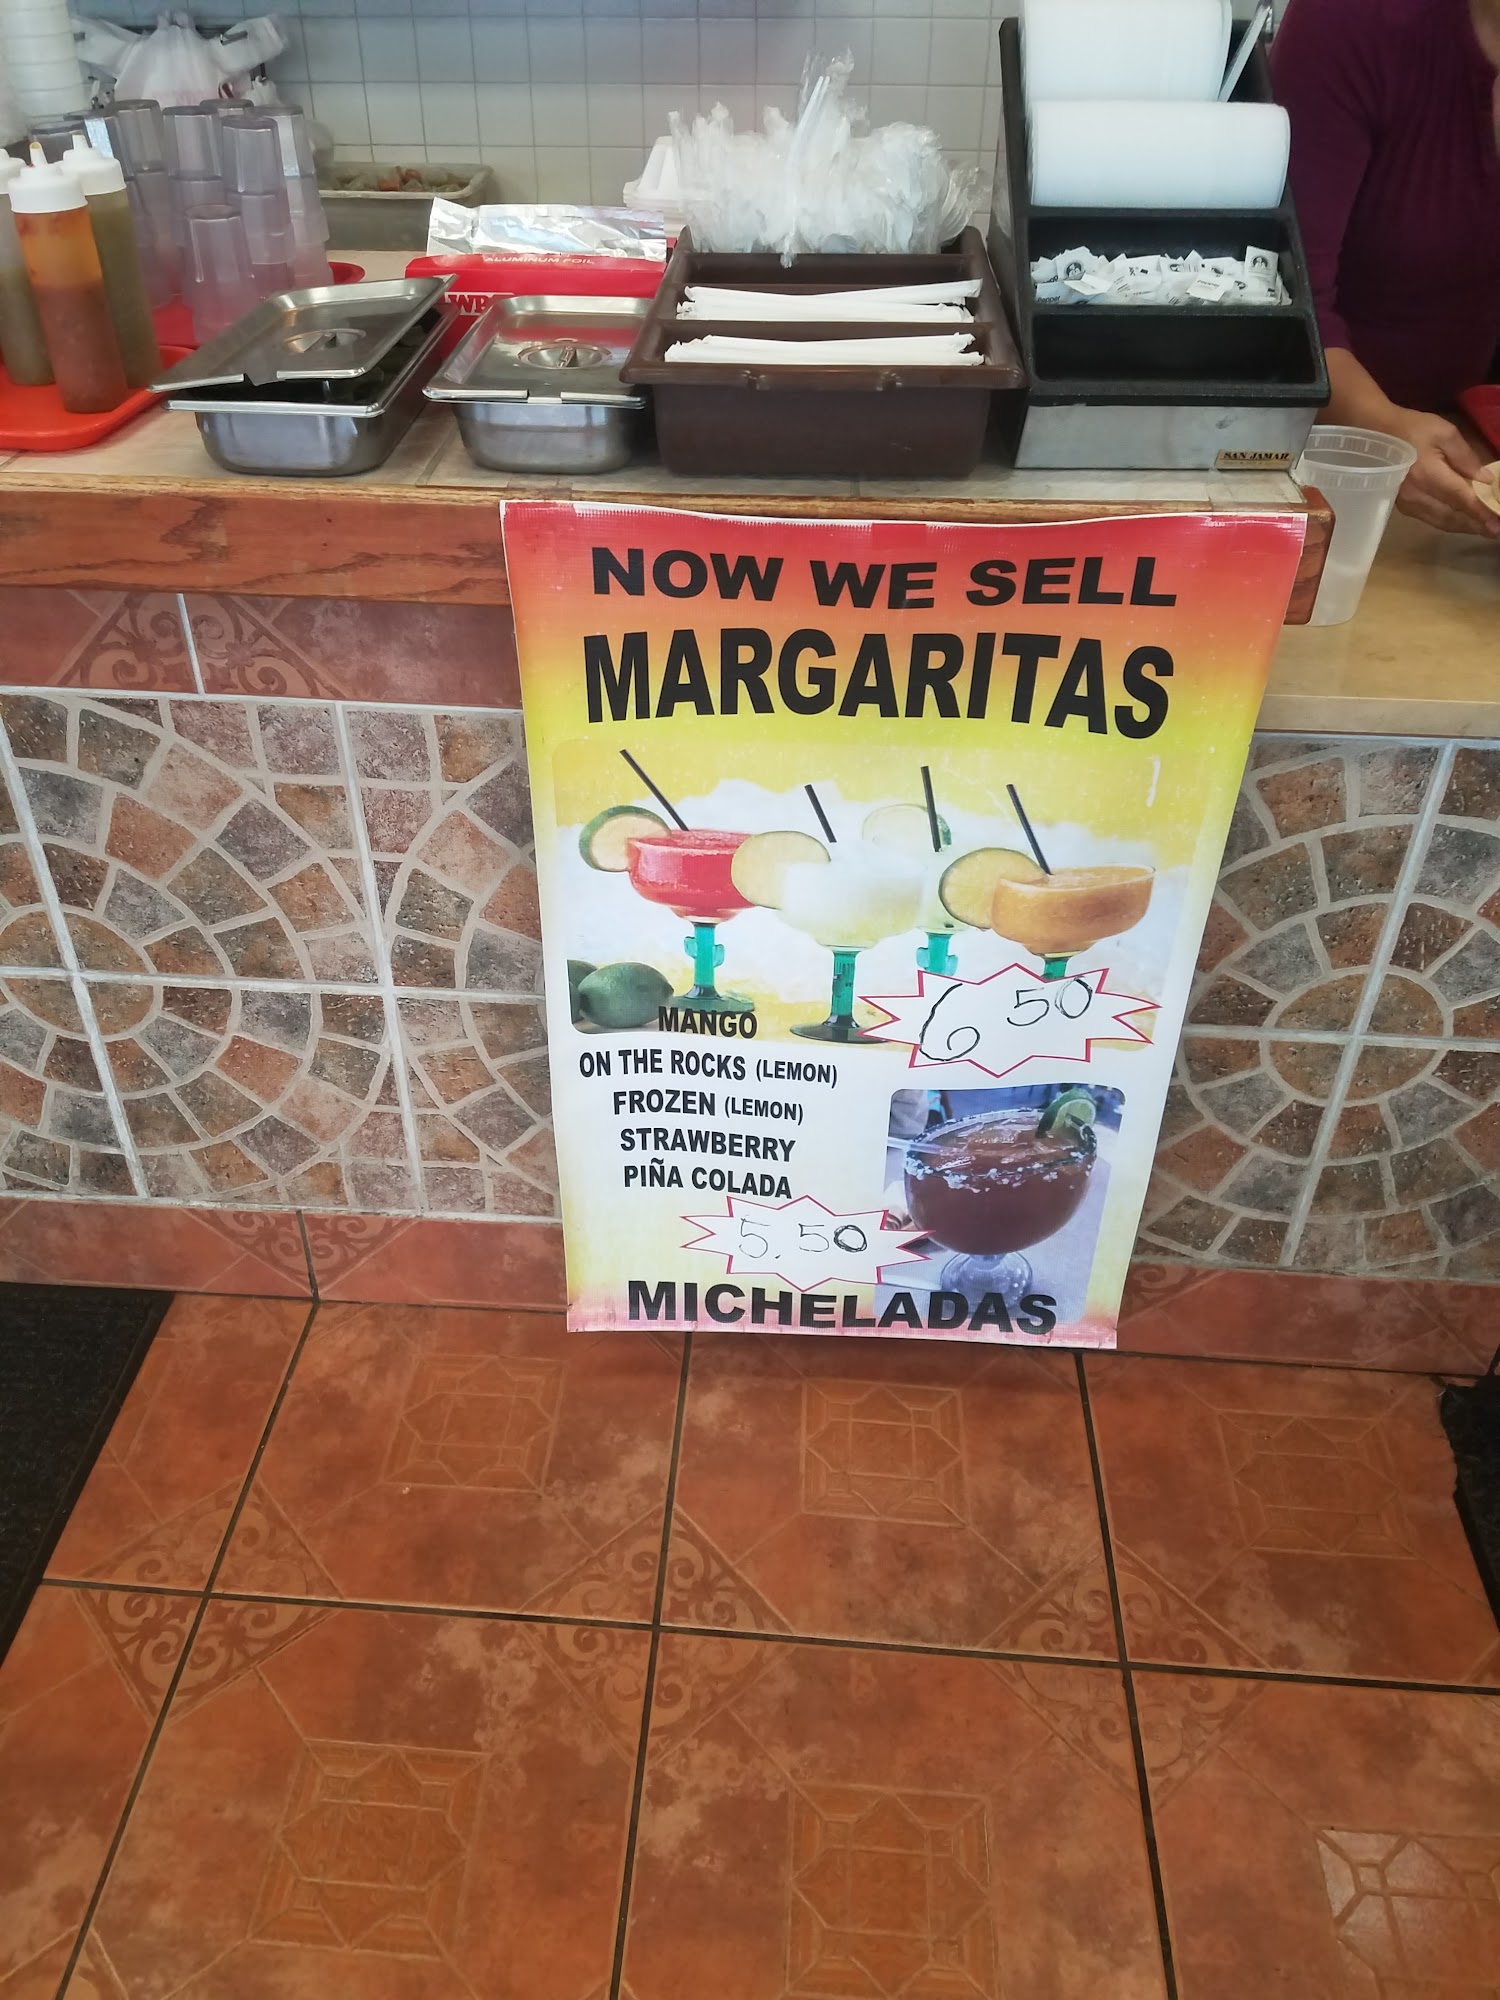 ALUMINUM FOIL
SAN JAMAR
NOW WE SELL
MARGARITAS
6 50
MANGO
ON THE ROCKS (LEMON)
FROZEN (LEMON)
STRAWBERRY
PIÑA COLADA
5.50
MICHELADAS